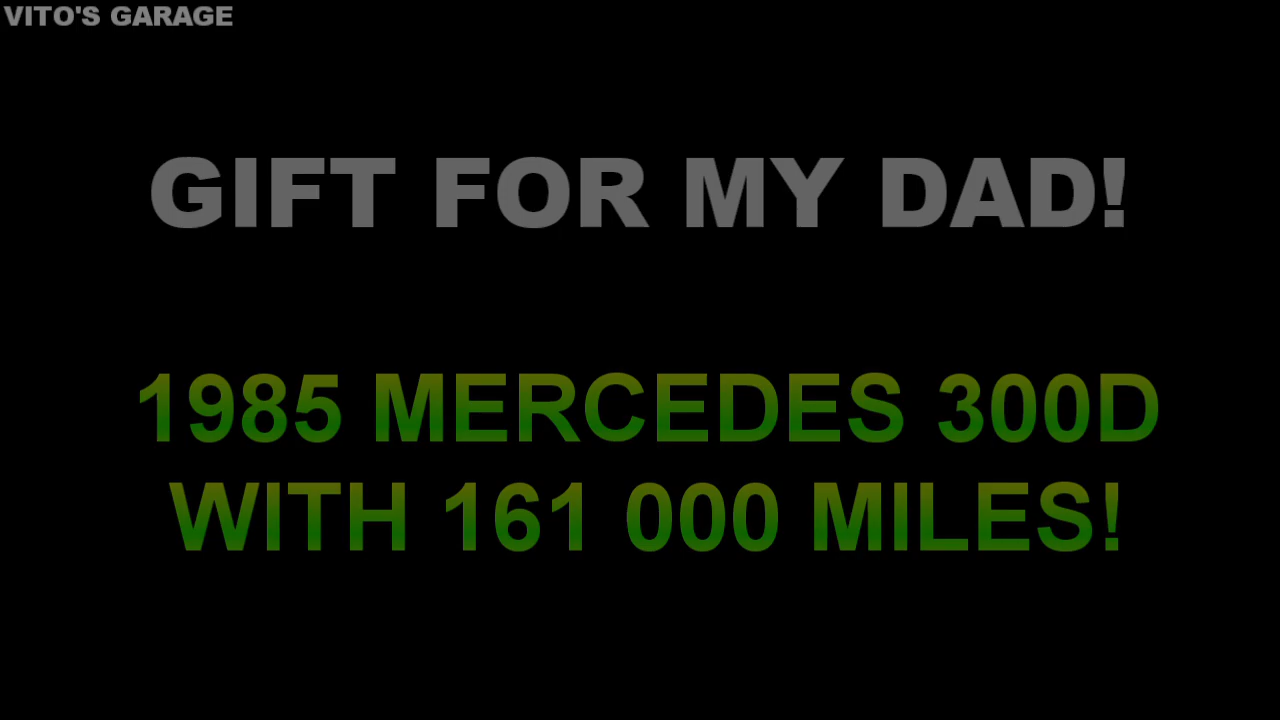 VITO'S GARAGE
GIFT FOR MY DAD!
1985 MERCEDES 300D
WITH 161 000 MILES!